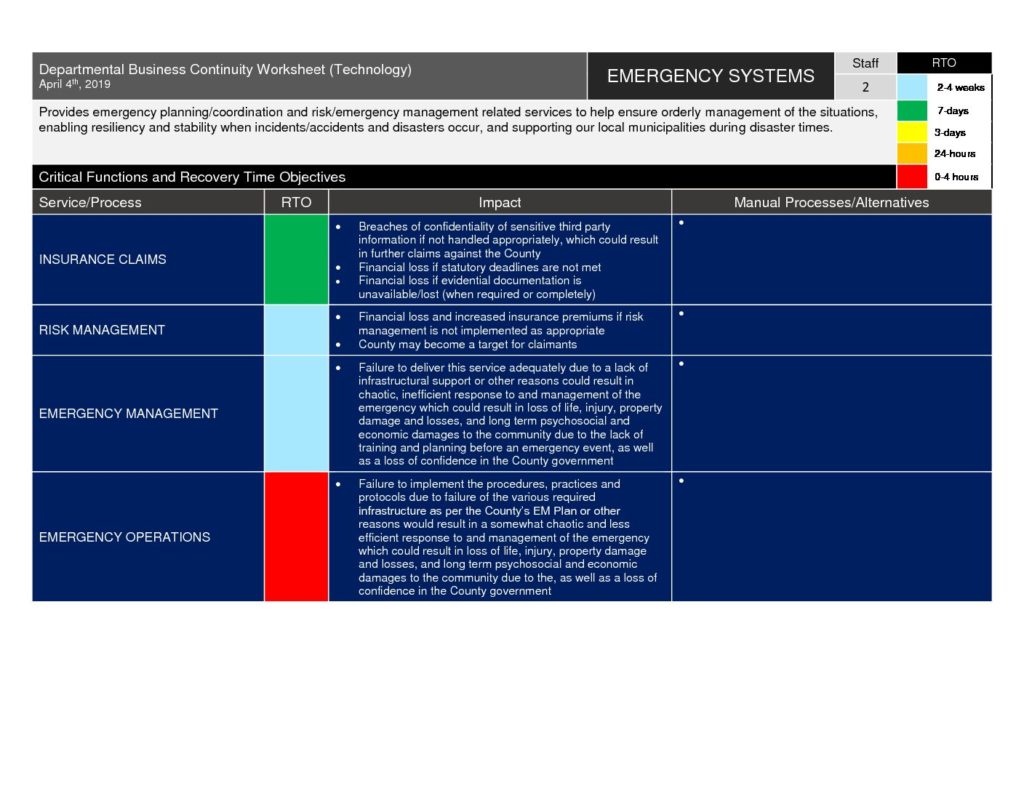 Departmental Business Continuity Worksheet (Technology)
April 4th, 2019
EMERGENCY SYSTEMS
Staff
2
RTO
2-4 weeks
7-days
3-days
24-hours
0-4 hours
Provides emergency planning/coordination and risk/emergency management related services to help ensure orderly management of the situations,
enabling resiliency and stability when incidents/accidents and disasters occur, and supporting our local municipalities during disaster times.
Critical Functions and Recovery Time Objectives
Service/Process
RTO
Impact
Manual Processes/Alternatives
INSURANCE CLAIMS
• Breaches of confidentiality of sensitive third party
information if not handled appropriately, which could result
in further claims against the County
• Financial loss if statutory deadlines are not met
• Financial loss if evidential documentation is
unavailable/lost (when required or completely)
•
RISK MANAGEMENT
• Financial loss and increased insurance premiums if risk
management is not implemented as appropriate
• County may become a target for claimants
•
EMERGENCY MANAGEMENT
• Failure to deliver this service adequately due to a lack of
infrastructural support or other reasons could result in
chaotic, inefficient response to and management of the
emergency which could result in loss of life, injury, property
damage and losses, and long term psychosocial and
economic damages to the community due to the lack of
training and planning before an emergency event, as well
as a loss of confidence in the County government
•
EMERGENCY OPERATIONS
• Failure to implement the procedures, practices and
protocols due to failure of the various required
infrastructure as per the County's EM Plan or other
reasons would result in a somewhat chaotic and less
efficient response to and management of the emergency
which could result in loss of life, injury, property damage
and losses, and long term psychosocial and economic
damages to the community due to the, as well as a loss of
confidence in the County government
•